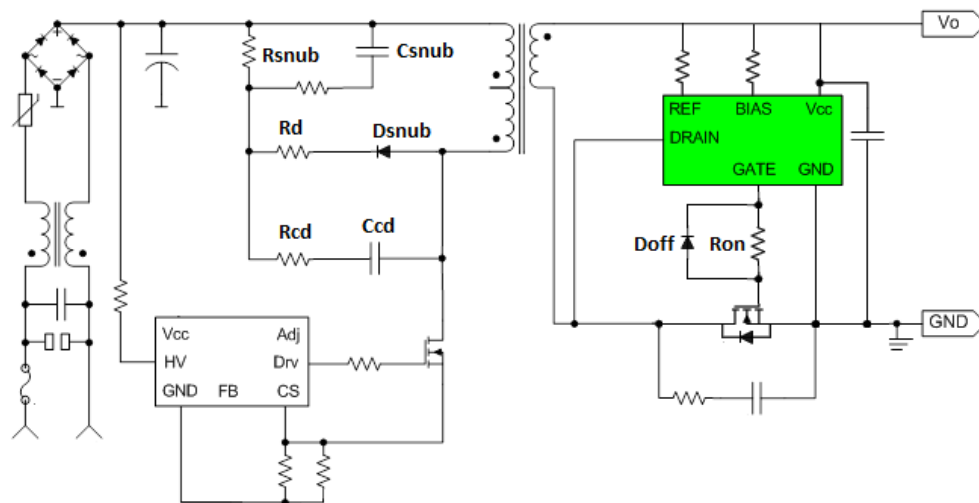 Vo
Rsnub
Csnub
REF
BIAS
Vcc
DRAIN
GATE
GND
Rd
Dsnub
Rcd
Ccd
Doff
Ron
GND
Vcc
Adj
HV
Drv
GND
FB
CS